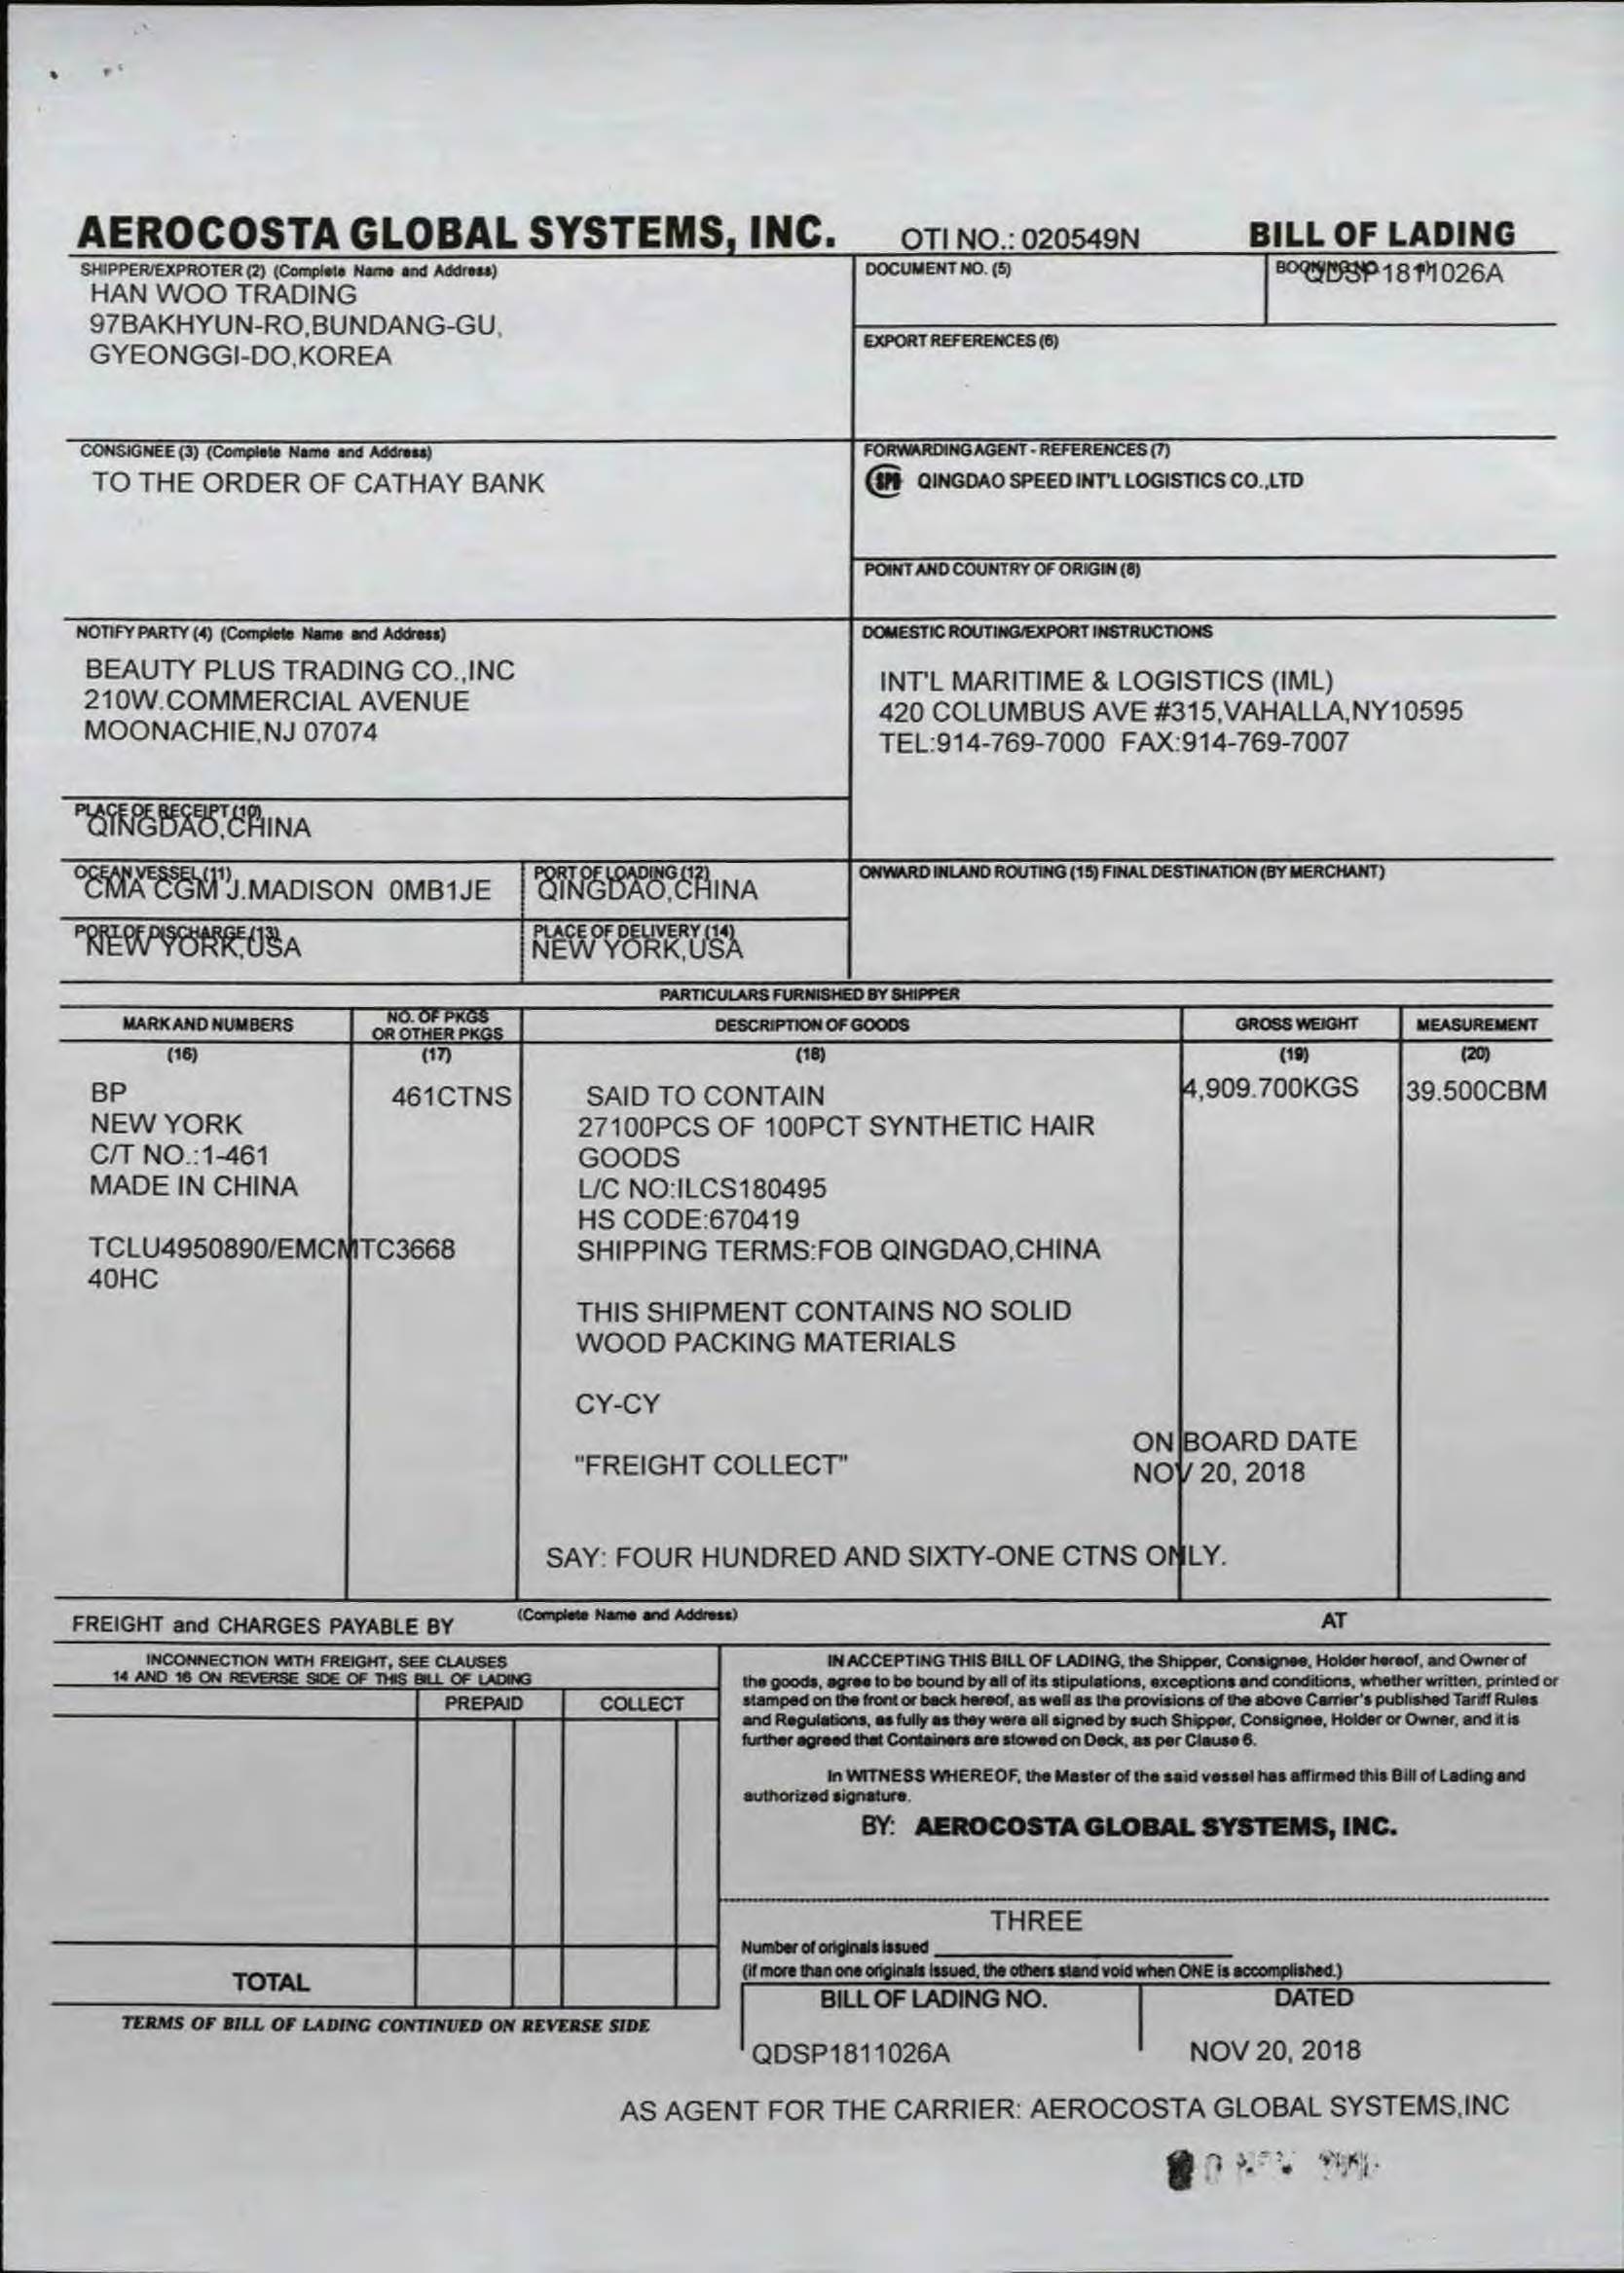 AEROCOSTA GLOBAL SYSTEMS, INC. OTI NO.: 020549N BILL OF LADING
SHIPPER/EXPROTER (2) (Complete Name and Address)
HAN WOO TRADING
97BAKHYUN-RO,BUNDANG-GU,
GYEONGGI-DO,KOREA
DOCUMENT NO. (5)
QDSP1811026A
EXPORT REFERENCES (6)
CONSIGNEE (3) (Complete Name and Address)
TO THE ORDER OF CATHAY BANK
FORWARDING AGENT - REFERENCES (7)
SPI QINGDAO SPEED INT'L LOGISTICS CO.,LTD
POINT AND COUNTRY OF ORIGIN (8)
NOTIFY PARTY (4) (Complete Name and Address)
BEAUTY PLUS TRADING CO.,INC
210W.COMMERCIAL AVENUE
MOONACHIE,NJ 07074
DOMESTIC ROUTING/EXPORT INSTRUCTIONS
INT'L MARITIME & LOGISTICS (IML)
420 COLUMBUS AVE #315,VAHALLA,NY10595
TEL:914-769-7000 FAX:914-769-7007
PLACE OF RECEIPT (10)
QINGDAO,CHINA
OCEAN VESSEL (11)
CMA CGM J.MADISON 0MB1JE
PORT OF LOADING (12)
QINGDAO,CHINA
ONWARD INLAND ROUTING (15) FINAL DESTINATION (BY MERCHANT)
PORT OF DISCHARGE (13)
NEW YORK,USA
PLACE OF DELIVERY (14)
NEW YORK,USA
PARTICULARS FURNISHED BY SHIPPER
MARK AND NUMBERS
NO. OF PKGS
OR OTHER PKGS
DESCRIPTION OF GOODS
GROSS WEIGHT
MEASUREMENT
(16) (17) (18) (19) (20)
BP
NEW YORK
C/T NO.:1-461
MADE IN CHINA
TCLU4950890/EMCMTC3668
40HC
461CTNS
SAID TO CONTAIN
27100PCS OF 100PCT SYNTHETIC HAIR
GOODS
L/C NO:ILCS180495
HS CODE:670419
SHIPPING TERMS:FOB QINGDAO,CHINA
THIS SHIPMENT CONTAINS NO SOLID
WOOD PACKING MATERIALS
CY-CY
"FREIGHT COLLECT"
4,909.700KGS
39.500CBM
ON BOARD DATE
NOV 20, 2018
SAY: FOUR HUNDRED AND SIXTY-ONE CTNS ONLY.
FREIGHT and CHARGES PAYABLE BY (Complete Name and Address) AT
INCONNECTION WITH FREIGHT, SEE CLAUSES
14 AND 16 ON REVERSE SIDE OF THIS BILL OF LADING
PREPAID COLLECT
TOTAL
TERMS OF BILL OF LADING CONTINUED ON REVERSE SIDE
IN ACCEPTING THIS BILL OF LADING, the Shipper, Consignee, Holder hereof, and Owner of
the goods, agree to be bound by all of its stipulations, exceptions and conditions, whether written, printed or
stamped on the front or back hereof, as well as the provisions of the above Carrier's published Tariff Rules
and Regulations, as fully as they were all signed by such Shipper, Consignee, Holder or Owner, and it is
further agreed that Containers are stowed on Deck, as per Clause 6.
In WITNESS WHEREOF, the Master of the said vessel has affirmed this Bill of Lading and
authorized signature.
BY: AEROCOSTA GLOBAL SYSTEMS, INC.
THREE
Number of originals issued
(if more than one originals issued, the others stand void when ONE is accomplished.)
BILL OF LADING NO. DATED
QDSP1811026A NOV 20, 2018
AS AGENT FOR THE CARRIER: AEROCOSTA GLOBAL SYSTEMS,INC